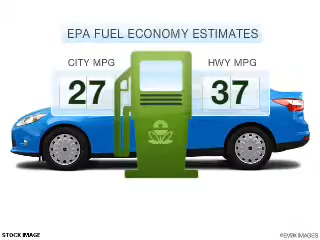 EPA FUEL ECONOMY ESTIMATES
CITY MPG
HWY MPG
27
37
STOCK IMAGE
©EVOX IMAGES